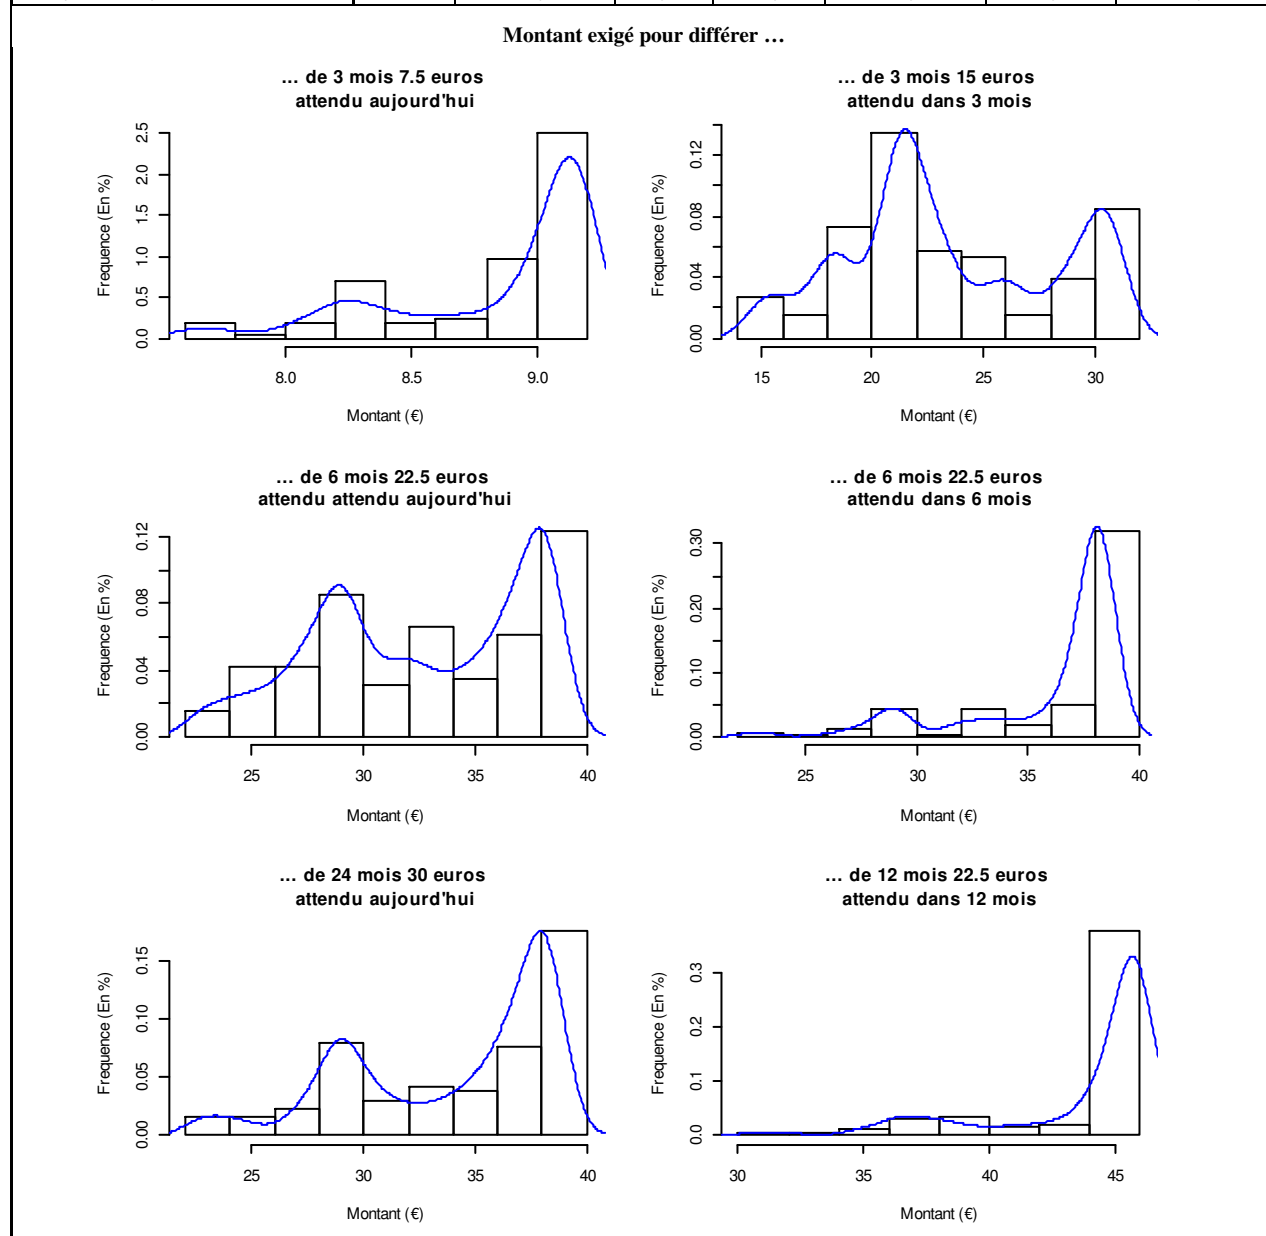 Montant exigé pour différer …
… de 3 mois 7.5 euros
attendu aujourd'hui
Frequence (En %)
0.0 0.5 1.0 1.5 2.0 2.5
8.0 8.5 9.0
Montant (€)
… de 3 mois 15 euros
attendu dans 3 mois
Frequence (En %)
0.00 0.04 0.08 0.12
15 20 25 30
Montant (€)
… de 6 mois 22.5 euros
attendu attendu aujourd'hui
Frequence (En %)
0.00 0.04 0.08 0.12
25 30 35 40
Montant (€)
… de 6 mois 22.5 euros
attendu dans 6 mois
Frequence (En %)
0.00 0.10 0.20 0.30
25 30 35 40
Montant (€)
… de 24 mois 30 euros
attendu aujourd'hui
Frequence (En %)
0.00 0.05 0.10 0.15
25 30 35 40
Montant (€)
… de 12 mois 22.5 euros
attendu dans 12 mois
Frequence (En %)
0.0 0.1 0.2 0.3
30 35 40 45
Montant (€)